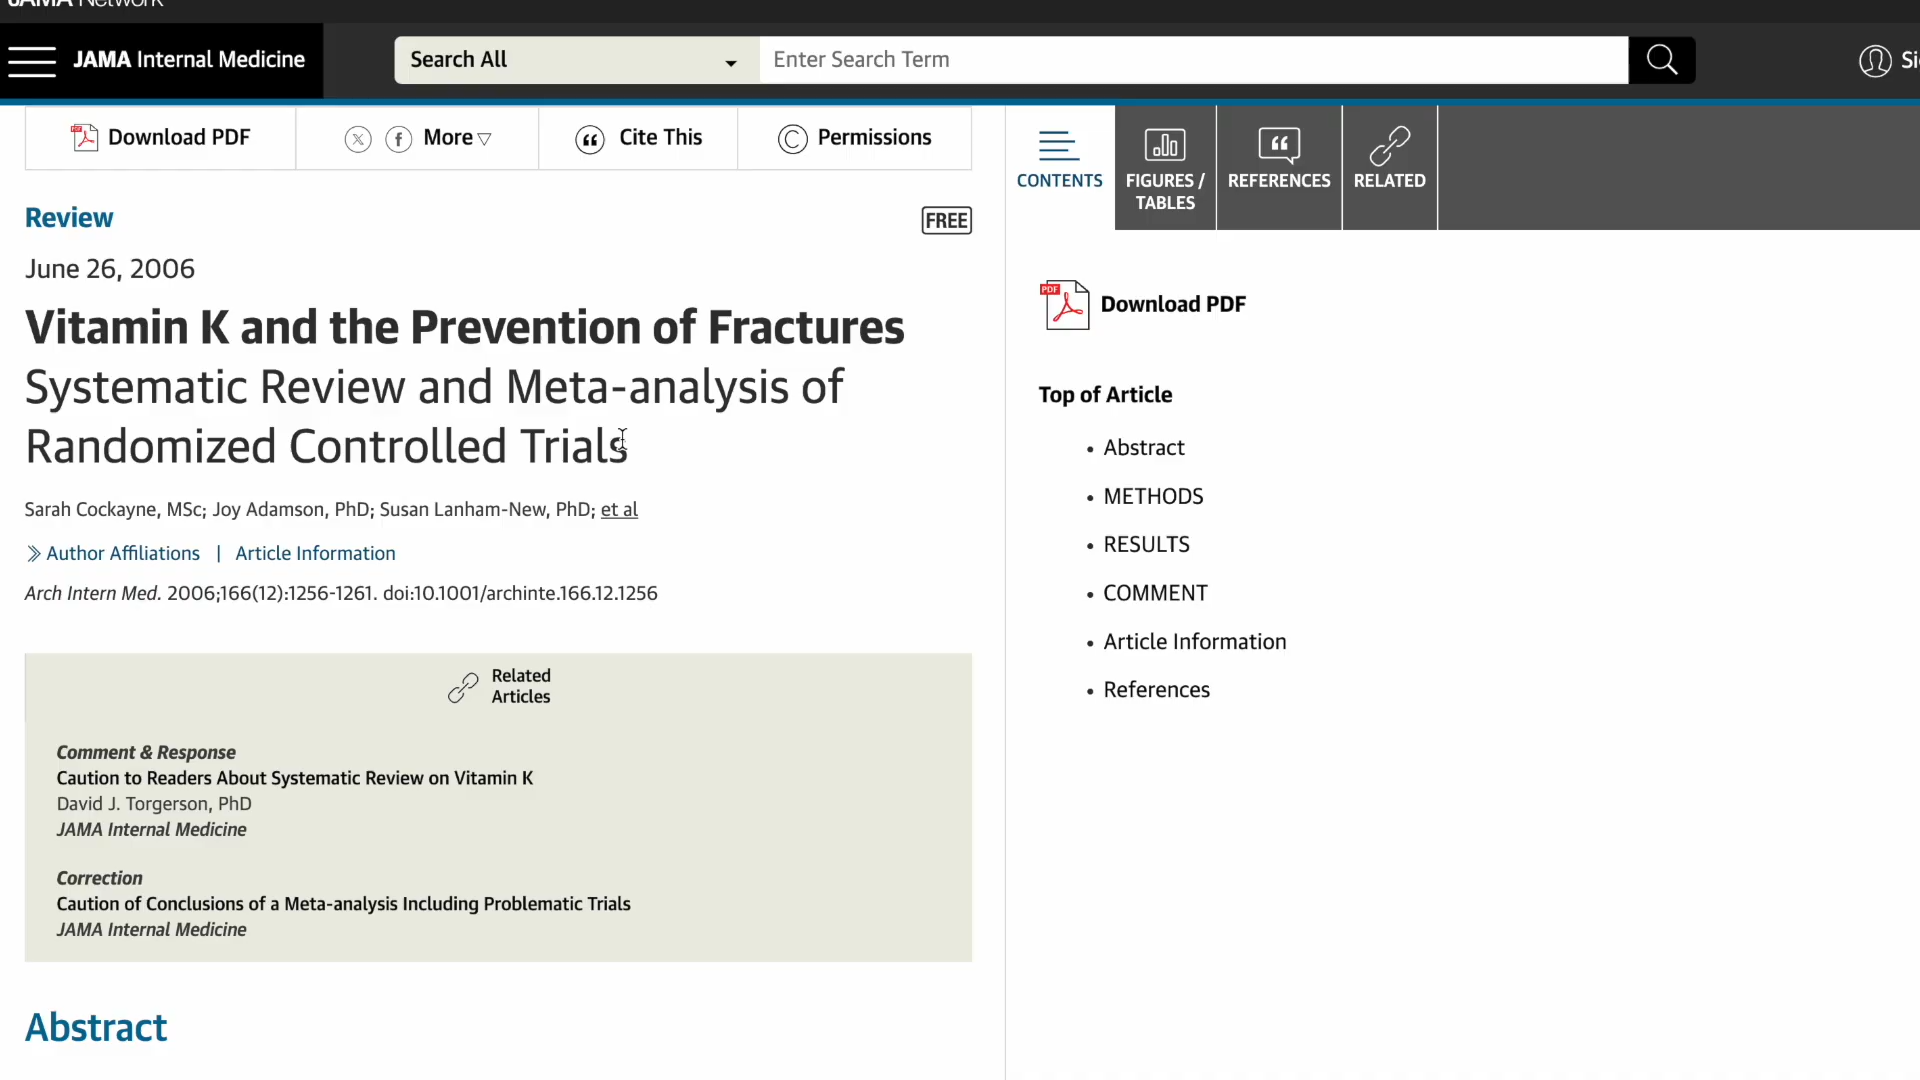 JAMA Network
JAMA Internal Medicine
Search All
Enter Search Term
Download PDF
More
Cite This
Permissions
CONTENTS
FIGURES /
TABLES
REFERENCES
RELATED
Review
FREE
June 26, 2006
Vitamin K and the Prevention of Fractures
Systematic Review and Meta-analysis of
Randomized Controlled Trials
Sarah Cockayne, MSc; Joy Adamson, PhD; Susan Lanham-New, PhD; et al
Author Affiliations | Article Information
Arch Intern Med. 2006;166(12):1256-1261. doi:10.1001/archinte.166.12.1256
Related
Articles
Comment & Response
Caution to Readers About Systematic Review on Vitamin K
David J. Torgerson, PhD
JAMA Internal Medicine
Correction
Caution of Conclusions of a Meta-analysis Including Problematic Trials
JAMA Internal Medicine
Abstract
PDF
Download PDF
Top of Article
• Abstract
• METHODS
• RESULTS
• COMMENT
• Article Information
• References